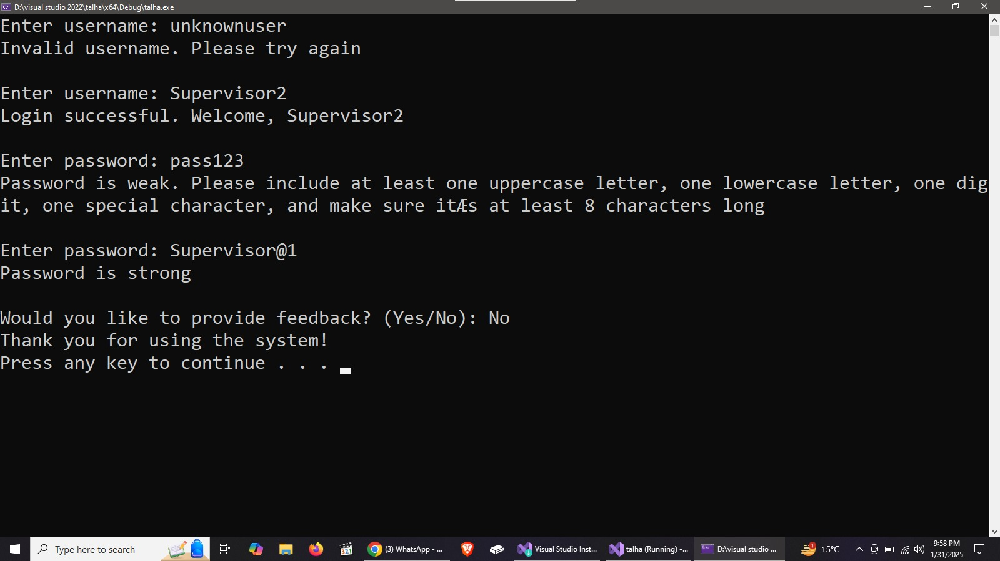 D:\visual studio 2022\talha\x64\Debug\talha.exe
Enter username: unknownuser
Invalid username. Please try again
Enter username: Supervisor2
Login successful. Welcome, Supervisor2
Enter password: pass123
Password is weak. Please include at least one uppercase letter, one lowercase letter, one dig
it, one special character, and make sure itÆs at least 8 characters long
Enter password: Supervisor@1
Password is strong
Would you like to provide feedback? (Yes/No): No
Thank you for using the system!
Press any key to continue . . .
Type here to search
321
(3) WhatsApp - ...
Visual Studio Inst...
talha (Running) -...
D:\visual studio ...
1
15°C
9:58 PM
1/31/2025